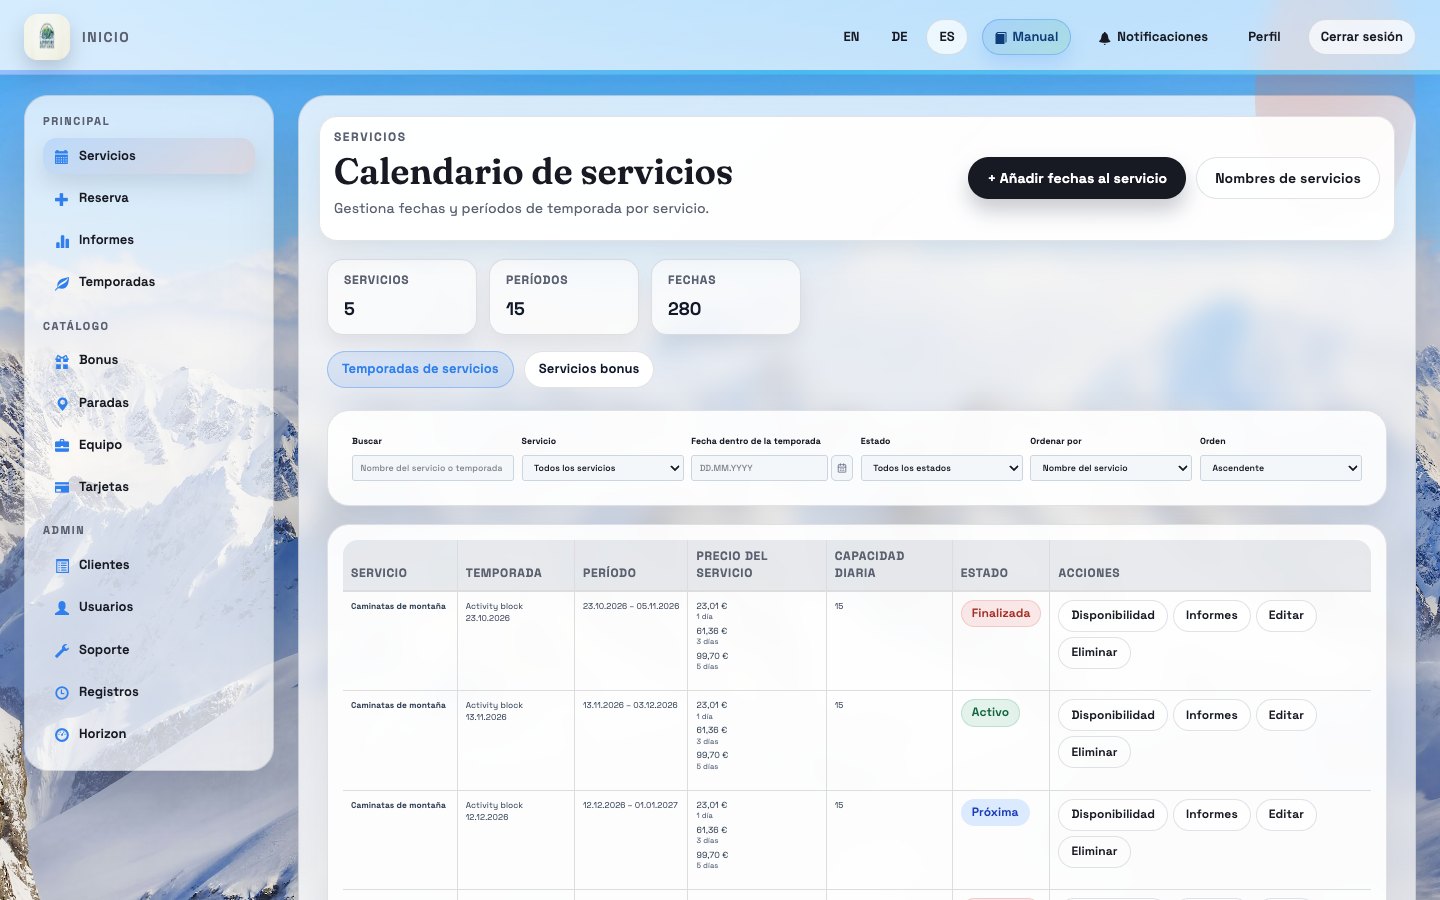 INICIO
EN
DE
ES
Manual
Notificaciones
Perfil
Cerrar sesión
PRINCIPAL
Servicios
Reserva
Informes
Temporadas
CATÁLOGO
Bonus
Paradas
Equipo
Tarjetas
ADMIN
Clientes
Usuarios
Soporte
Registros
Horizon
SERVICIOS
Calendario de servicios
Gestiona fechas y períodos de temporada por servicio.
+ Añadir fechas al servicio
Nombres de servicios
SERVICIOS
5
PERÍODOS
15
FECHAS
280
Temporadas de servicios
Servicios bonus
Buscar
Nombre del servicio o temporada
Servicio
Todos los servicios
Fecha dentro de la temporada
DD.MM.YYYY
Estado
Todos los estados
Ordenar por
Nombre del servicio
Orden
Ascendente
SERVICIO
TEMPORADA
PERÍODO
PRECIO DEL
SERVICIO
CAPACIDAD
DIARIA
ESTADO
ACCIONES
Caminatas de montaña
Activity block
23.10.2026
23.10.2026 – 05.11.2026
23,01 €
1 día
61,36 €
3 días
99,70 €
5 días
15
Finalizada
Disponibilidad
Informes
Editar
Eliminar
Caminatas de montaña
Activity block
13.11.2026
13.11.2026 – 03.12.2026
23,01 €
1 día
61,36 €
3 días
99,70 €
5 días
15
Activo
Disponibilidad
Informes
Editar
Eliminar
Caminatas de montaña
Activity block
12.12.2026
12.12.2026 – 01.01.2027
23,01 €
1 día
61,36 €
3 días
99,70 €
5 días
15
Próxima
Disponibilidad
Informes
Editar
Eliminar